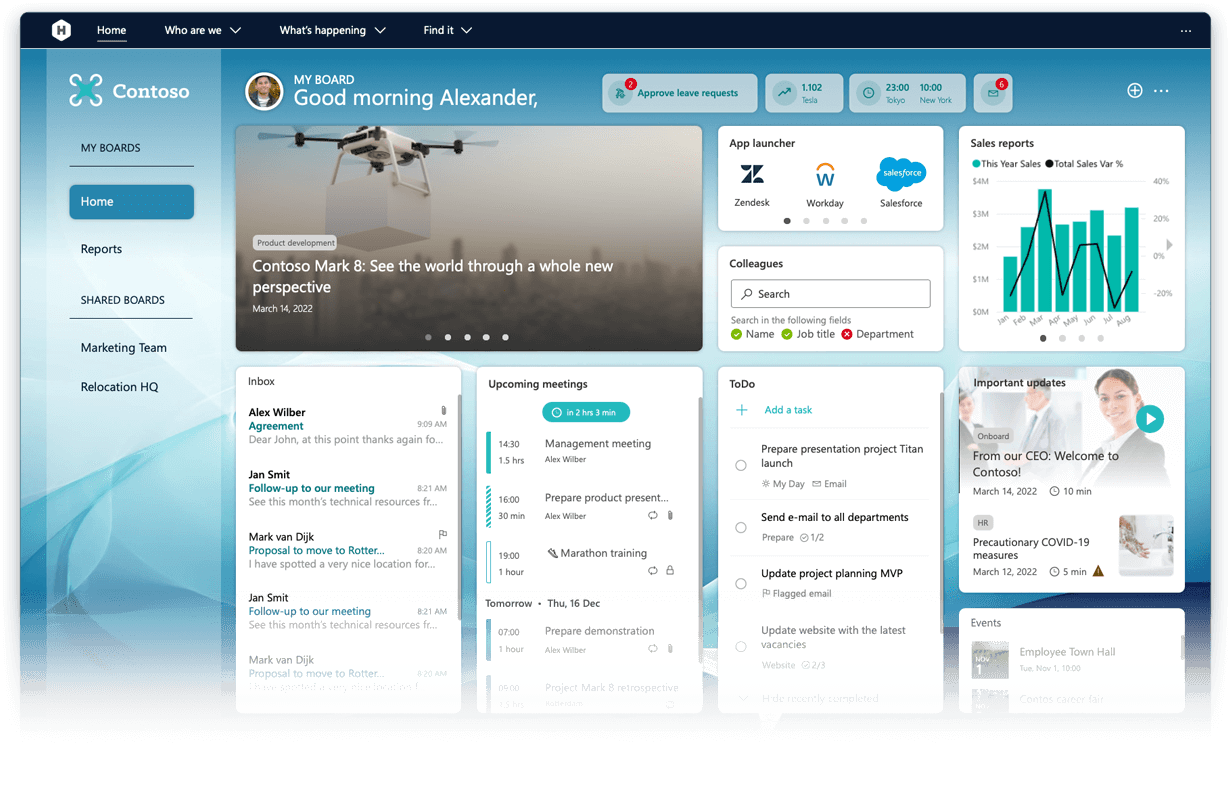 H
Home
Who are we
What's happening
Find it
Contoso
MY BOARDS
Home
Reports
SHARED BOARDS
Marketing Team
Relocation HQ
MY BOARD
Good morning Alexander,
2
Approve leave requests
1.102
Tesla
23:00 10:00
Tokyo New York
6
Product development
Contoso Mark 8: See the world through a whole new
perspective
March 14, 2022
App launcher
salesforce
Zendesk
Workday
Salesforce
Colleagues
Search
Search in the following fields
Name Job title Department
Sales reports
This Year Sales Total Sales Var %
$4M 40%
$3M 20%
$2M 0%
$1M -20%
$0M
Jan Feb Mar Apr May Jun Jul Aug
Inbox
Alex Wilber
Agreement 9:09 AM
Dear John, at this point thanks again fo...
Jan Smit
Follow-up to our meeting 8:21 AM
See this month's technical resources fr...
Mark van Dijk
Proposal to move to Rotter... 8:20 AM
I have spotted a very nice location for...
Jan Smit
Follow-up to our meeting 8:21 AM
See this month's technical resources fr...
Mark van Dijk
Proposal to move to Rotter... 8:20 AM
I have spotted a very nice location f
Upcoming meetings
in 2 hrs 3 min
14:30 Management meeting
1.5 hrs Alex Wilber
16:00 Prepare product present...
30 min Alex Wilber
19:00 Marathon training
1 hour
Tomorrow • Thu, 16 Dec
07:00 Prepare demonstration
1 hour Alex Wilber
09:00 Project Mark 8 retrospective
1.5 hrs
ToDo
Add a task
Prepare presentation project Titan
launch
My Day Email
Send e-mail to all departments
Prepare 1/2
Update project planning MVP
Flagged email
Update website with the latest
vacancies
Website 2/3
Hide recently completed
Important updates
Onboard
From our CEO: Welcome to
Contoso!
March 14, 2022 10 min
HR
Precautionary COVID-19
measures
March 12, 2022 5 min
Events
NOV
1
Employee Town Hall
Tue, Nov 1, 10:00
NOV
Contos career fair